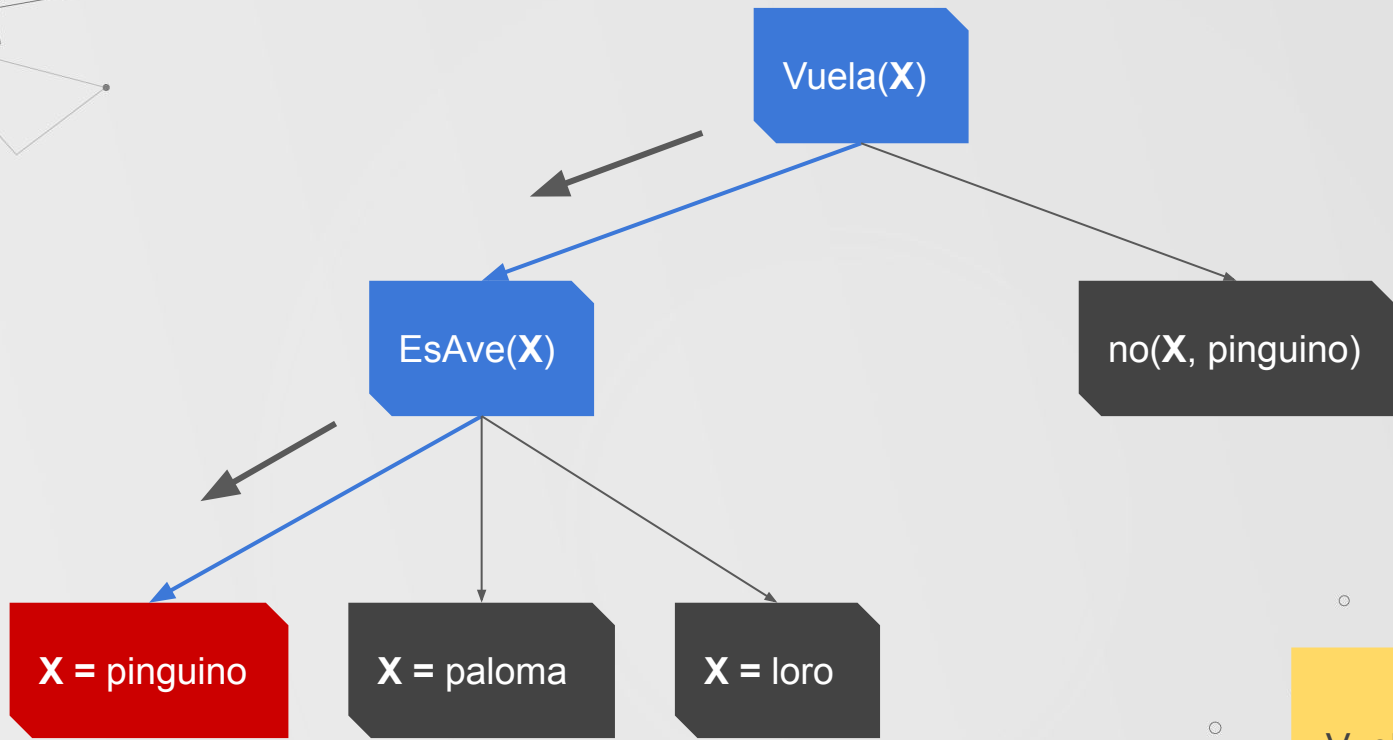 Vuela(X)
EsAve(X)
no(X, pinguino)
X = pinguino
X = paloma
X = loro